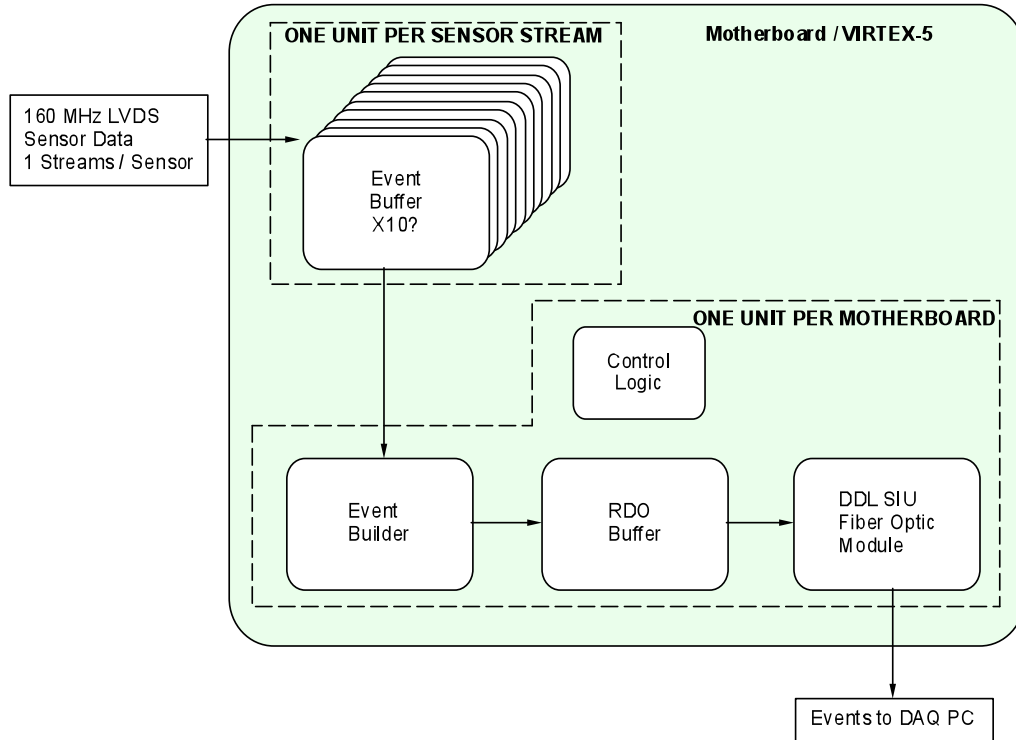 ONE UNIT PER SENSOR STREAM
Motherboard / VIRTEX-5
160 MHz LVDS
Sensor Data
1 Streams / Sensor
Event
Buffer
X10?
ONE UNIT PER MOTHERBOARD
Control
Logic
Event
Builder
RDO
Buffer
DDL SIU
Fiber Optic
Module
Events to DAQ PC